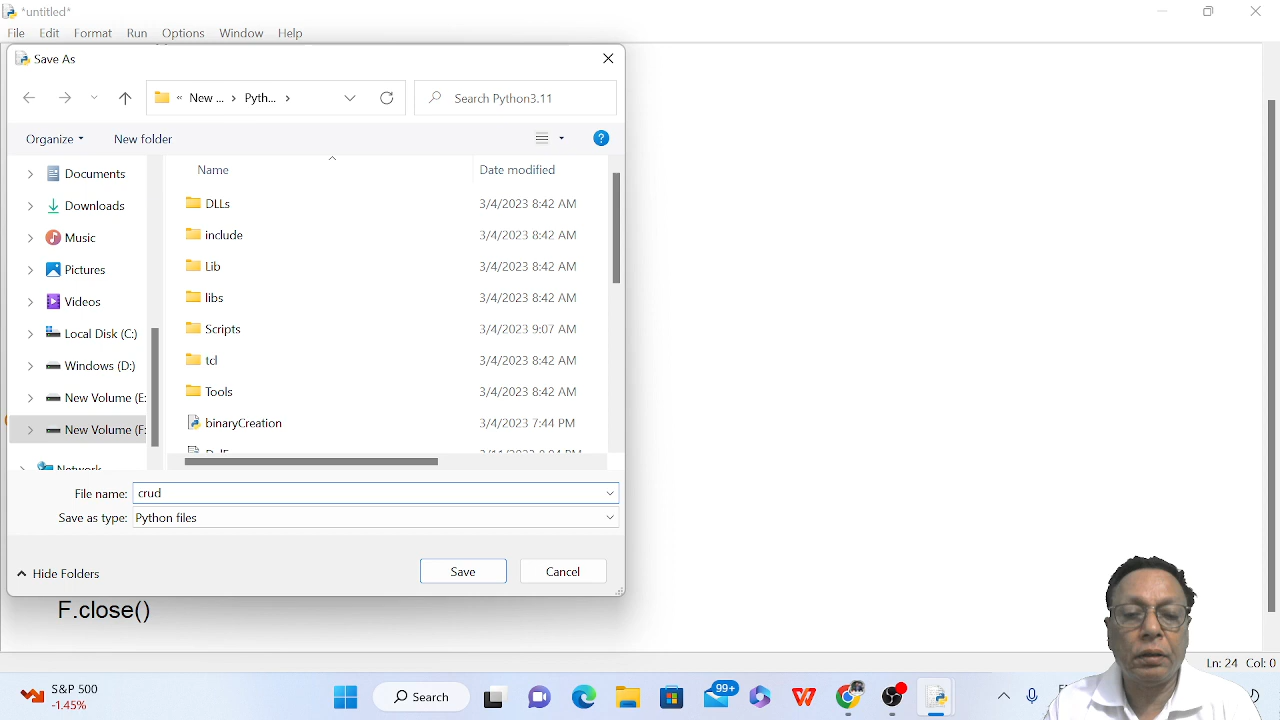 *untitled*
File Edit Format Run Options Window Help
Save As
« New ... › Pyth... ›
Search Python3.11
Organize New folder
Name Date modified
Documents
Downloads
Music
Pictures
Videos
Local Disk (C:)
Windows (D:)
New Volume (E:
New Volume (F:
Network
DLLs 3/4/2023 8:42 AM
include 3/4/2023 8:42 AM
Lib 3/4/2023 8:42 AM
libs 3/4/2023 8:42 AM
Scripts 3/4/2023 9:07 AM
tcl 3/4/2023 8:42 AM
Tools 3/4/2023 8:42 AM
binaryCreation 3/4/2023 7:44 PM
File name: crud
Save as type: Python files
Hide Folders
Save Cancel
F.close()
Ln: 24 Col: 0
S&P 500
-1.45%
Search
99+